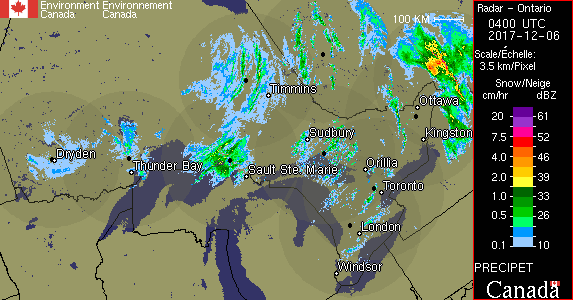 Environment Environnement
Canada Canada
100 KM
Timmins
Ottawa
Kingston
Sudbury
Dryden
Thunder Bay
Sault Ste. Marie
Orillia
Toronto
London
Windsor
Radar - Ontario
0400 UTC
2017-12-06
Scale/Échelle:
3.5 km/Pixel
Snow/Neige
cm/hr dBZ
20 61
7.5 57
5.5 52
4.0 46
2.0 39
1.0 33
0.5 26
0.1 10
PRECIPET
Canada